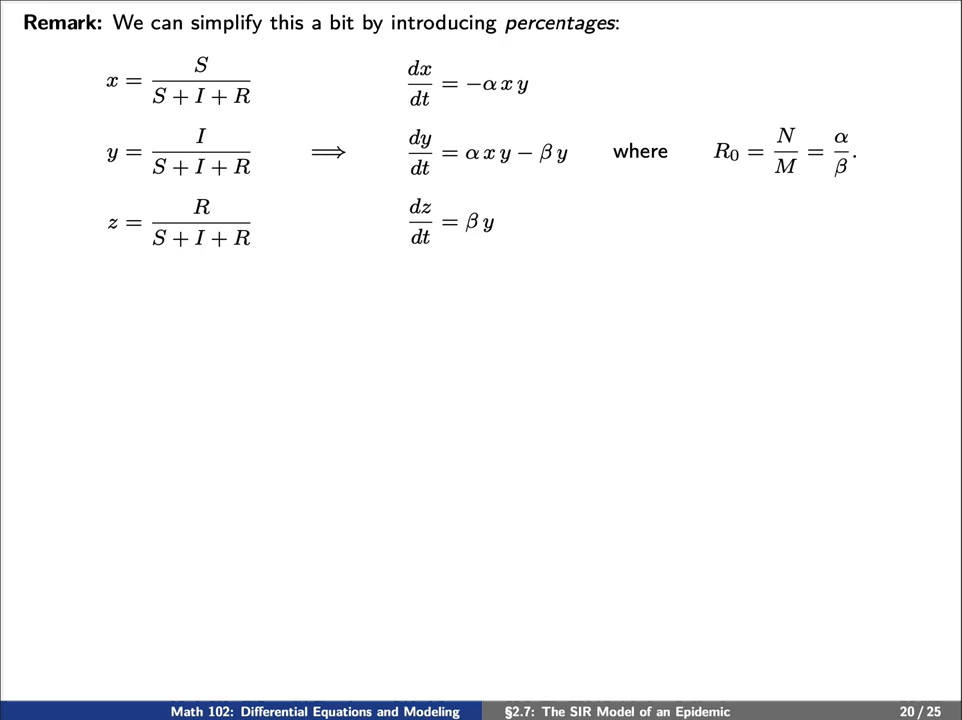 Remark: We can simplify this a bit by introducing percentages:
x = S / (S + I + R)    dx/dt = −α x y
y = I / (S + I + R)    ⟹    dy/dt = α x y − β y    where    R₀ = N/M = α/β.
z = R / (S + I + R)    dz/dt = β y
Math 102: Differential Equations and Modeling    §2.7: The SIR Model of an Epidemic    20 / 25